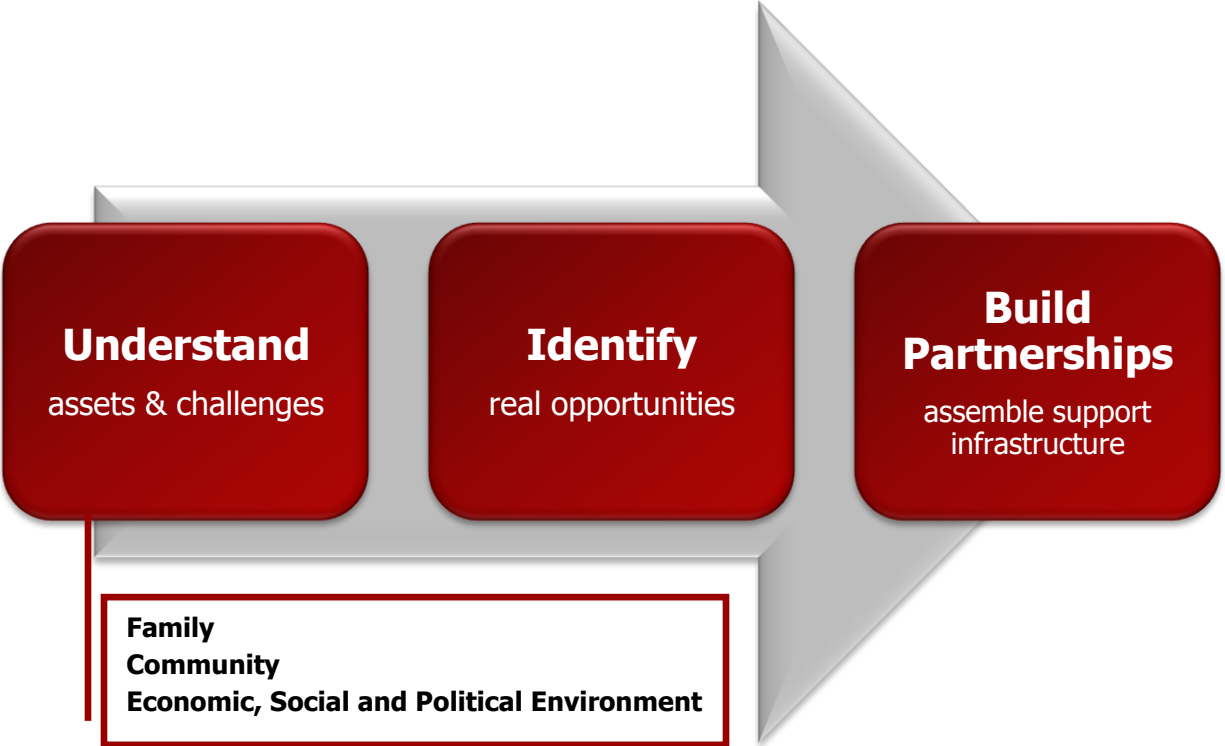 Understand
assets & challenges
Identify
real opportunities
Build
Partnerships
assemble support
infrastructure
Family
Community
Economic, Social and Political Environment